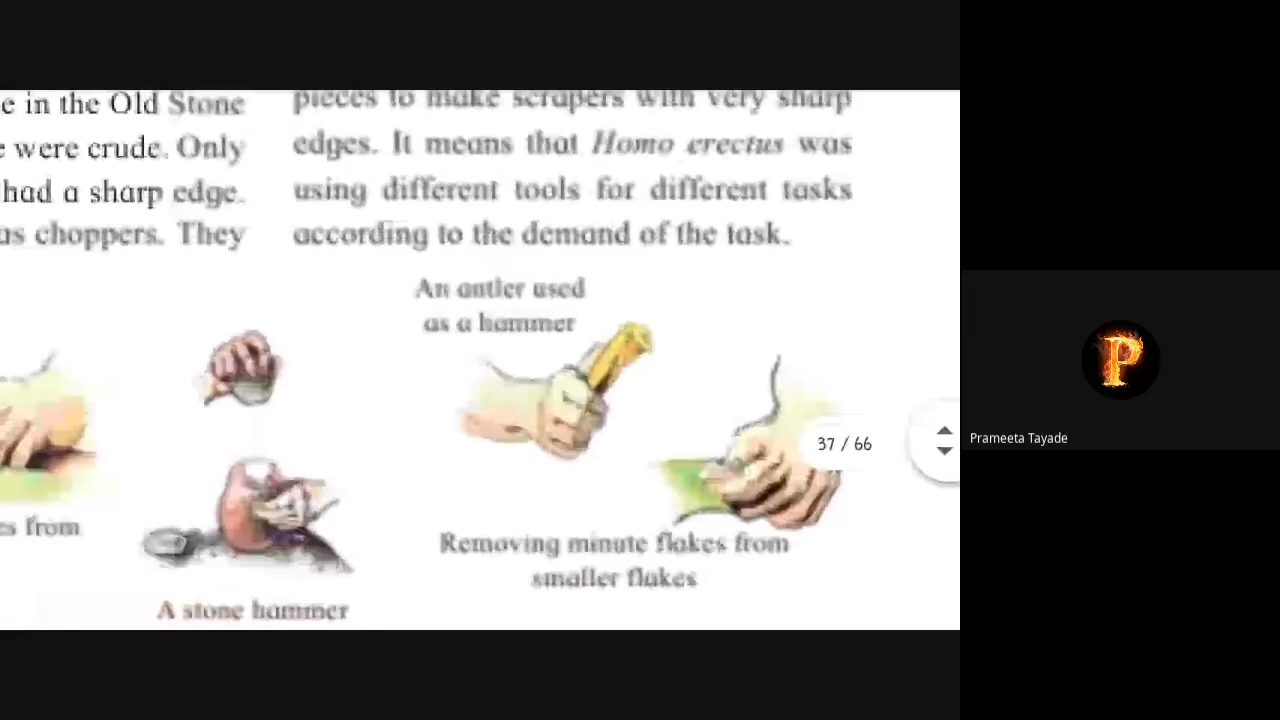 e in the Old Stone
e were crude. Only
had a sharp edge.
as choppers. They
pieces to make scrapers with very sharp
edges. It means that Homo erectus was
using different tools for different tasks
according to the demand of the task.
An antler used
as a hammer
es from
A stone hammer
Removing minute flakes from
smaller flakes
37 / 66
P
Prameeta Tayade